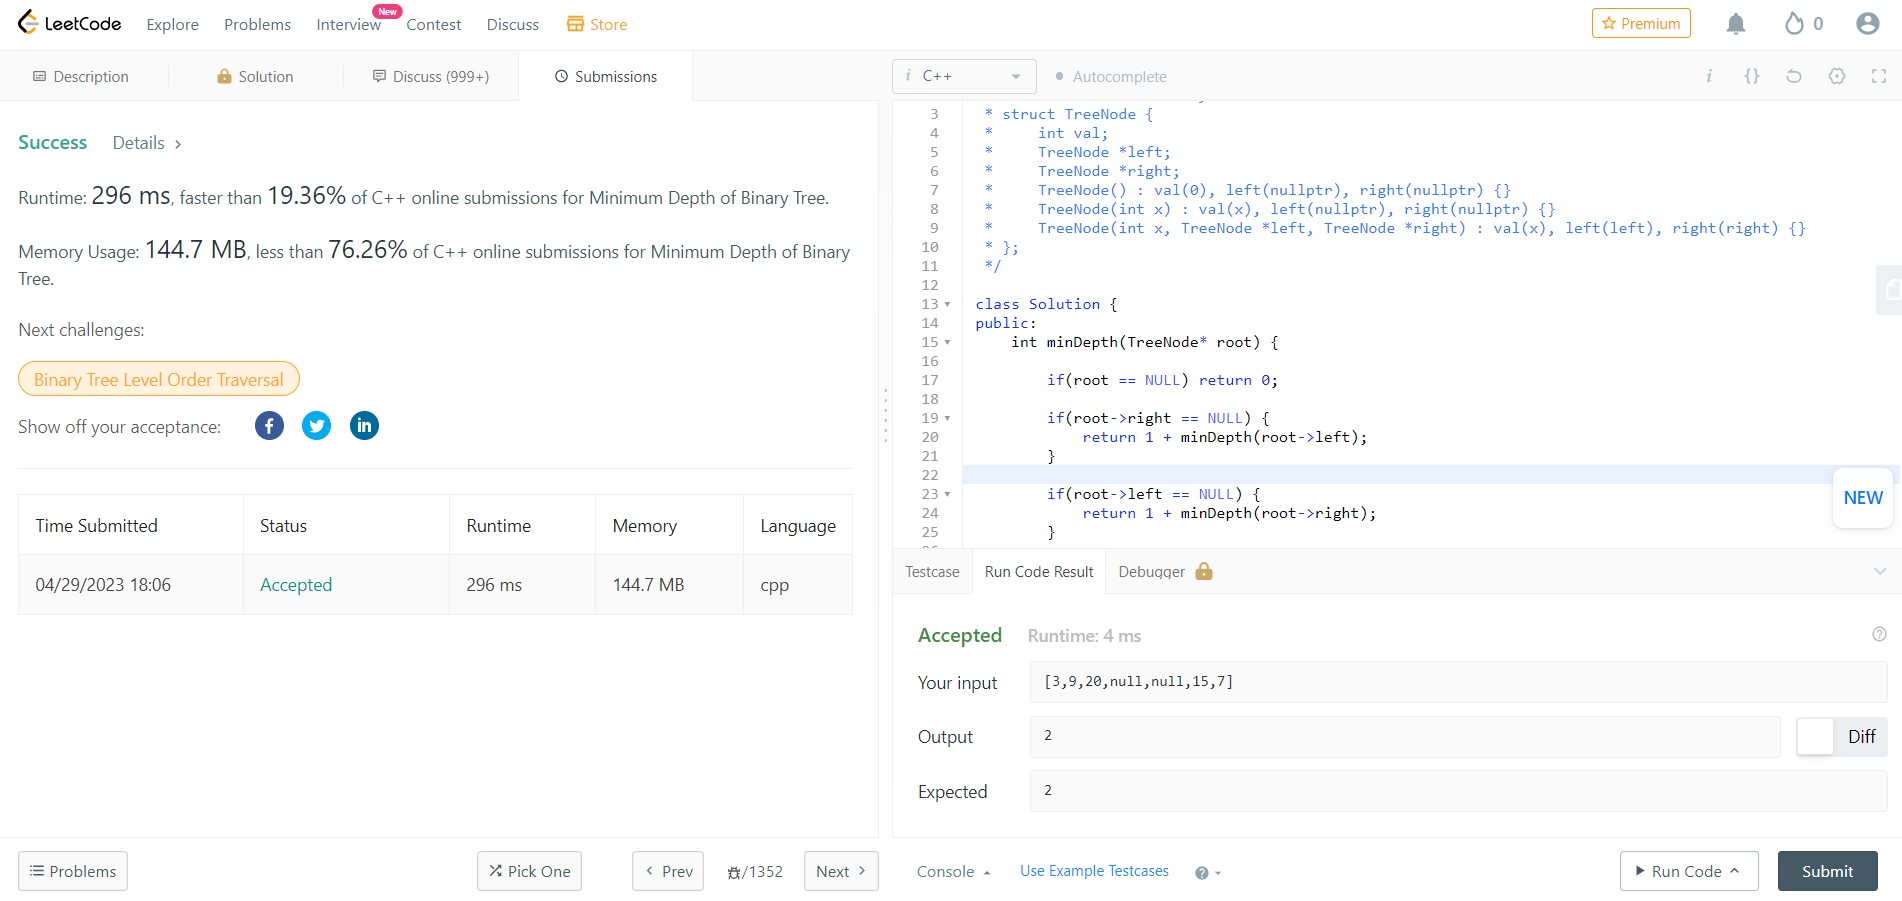 LeetCode
Explore
Problems
Interview
New
Contest
Discuss
Store
Premium
0
Description
Solution
Discuss (999+)
Submissions
i C++
Autocomplete
i {}
Success
Details >
Runtime: 296 ms, faster than 19.36% of C++ online submissions for Minimum Depth of Binary Tree.
Memory Usage: 144.7 MB, less than 76.26% of C++ online submissions for Minimum Depth of Binary
Tree.
Next challenges:
Binary Tree Level Order Traversal
Show off your acceptance:
Time Submitted Status Runtime Memory Language
04/29/2023 18:06 Accepted 296 ms 144.7 MB cpp
3 * struct TreeNode {
4 *     int val;
5 *     TreeNode *left;
6 *     TreeNode *right;
7 *     TreeNode() : val(0), left(nullptr), right(nullptr) {}
8 *     TreeNode(int x) : val(x), left(nullptr), right(nullptr) {}
9 *     TreeNode(int x, TreeNode *left, TreeNode *right) : val(x), left(left), right(right) {}
10 * };
11 */
12
13 class Solution {
14 public:
15     int minDepth(TreeNode* root) {
16
17         if(root == NULL) return 0;
18
19         if(root->right == NULL) {
20             return 1 + minDepth(root->left);
21         }
22
23         if(root->left == NULL) {
24             return 1 + minDepth(root->right);
25         }
NEW
Testcase
Run Code Result
Debugger
Accepted
Runtime: 4 ms
Your input
[3,9,20,null,null,15,7]
Output
2
Diff
Expected
2
Problems
Pick One
< Prev
/1352
Next >
Console
Use Example Testcases
Run Code
Submit